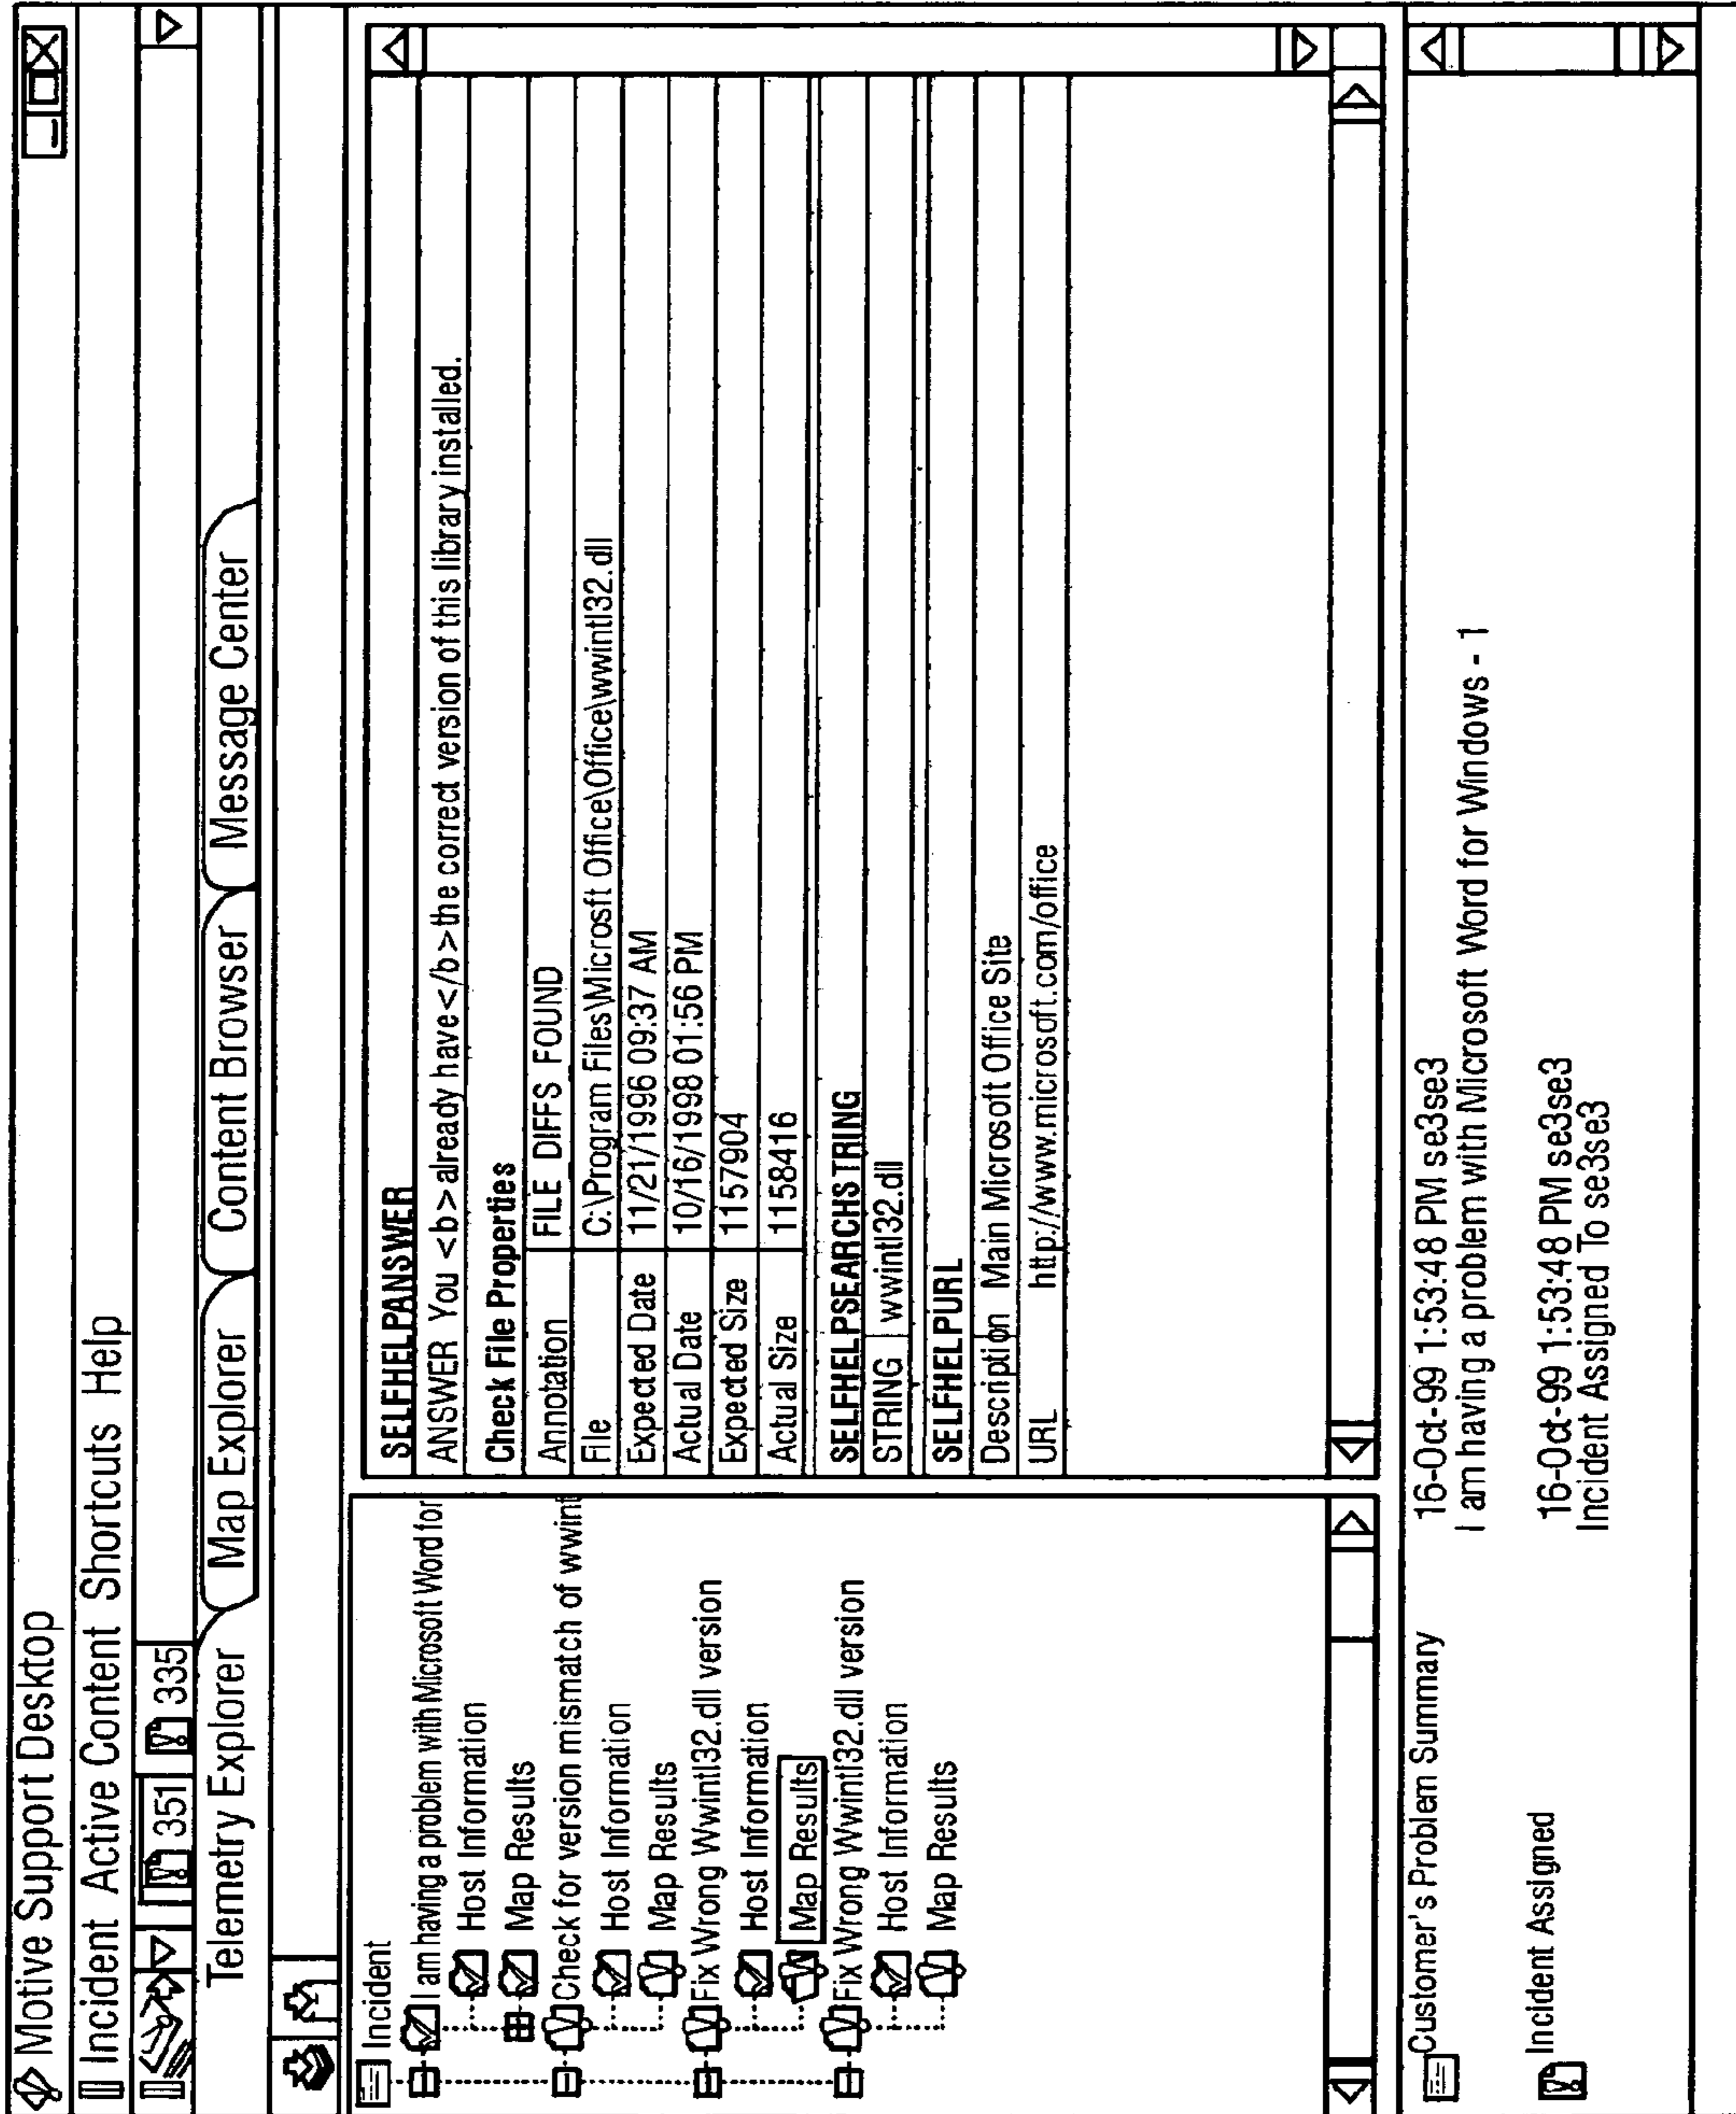 Motive Support Desktop
Incident Active Content Shortcuts Help
351 335
Telemetry Explorer Map Explorer Content Browser Message Center
Incident
I am having a problem with Microsoft Word for
Host Information
Map Results
Check for version mismatch of wwint
Host Information
Map Results
Fix Wrong Wwintl32.dll version
Host Information
Map Results
Fix Wrong Wwintl32.dll version
Host Information
Map Results
SELFHELPANSWER
ANSWER You <b>already have</b>the correct version of this library installed.
Check File Properties
Annotation FILE DIFFS FOUND
File C:\Program Files\Microsoft Office\Office\wwintl32.dll
Expected Date 11/21/1996 09:37 AM
Actual Date 10/16/1998 01:56 PM
Expected Size 1157904
Actual Size 1158416
SELFHELPSEARCHSTRING
STRING wwintl32.dll
SELFHELPURL
Description Main Microsoft Office Site
URL http://www.microsoft.com/office
Customer's Problem Summary 16-Oct-99 1:53:48 PM se3se3
I am having a problem with Microsoft Word for Windows - 1
Incident Assigned 16-Oct-99 1:53:48 PM se3se3
Incident Assigned To se3se3